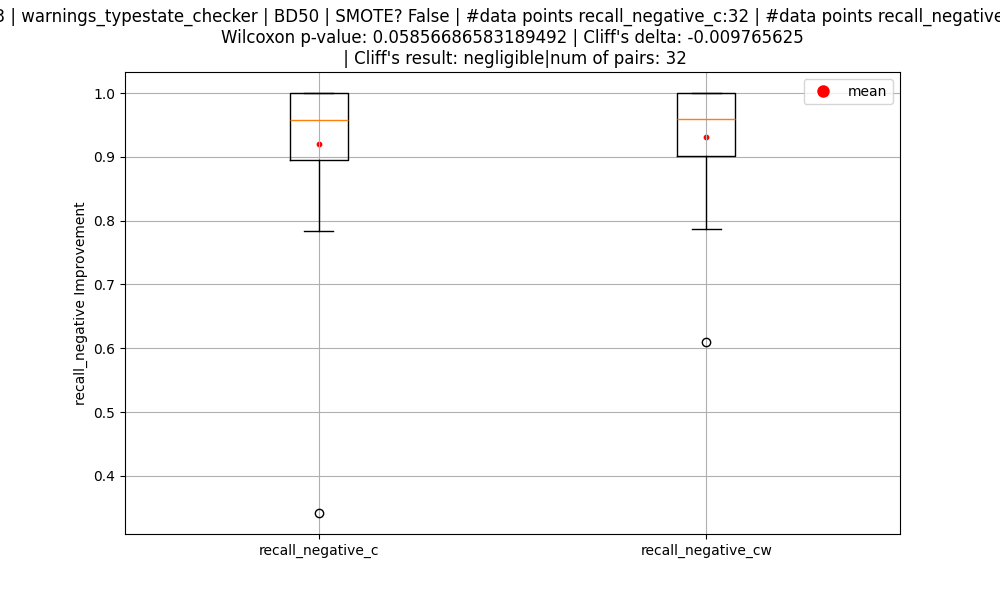 3 | warnings_typestate_checker | BD50 | SMOTE? False | #data points recall_negative_c:32 | #data points recall_negative
Wilcoxon p-value: 0.05856686583189492 | Cliff's delta: -0.009765625
| Cliff's result: negligible|num of pairs: 32
mean
1.0
0.9
0.8
0.7
0.6
0.5
0.4
recall_negative Improvement
recall_negative_c
recall_negative_cw